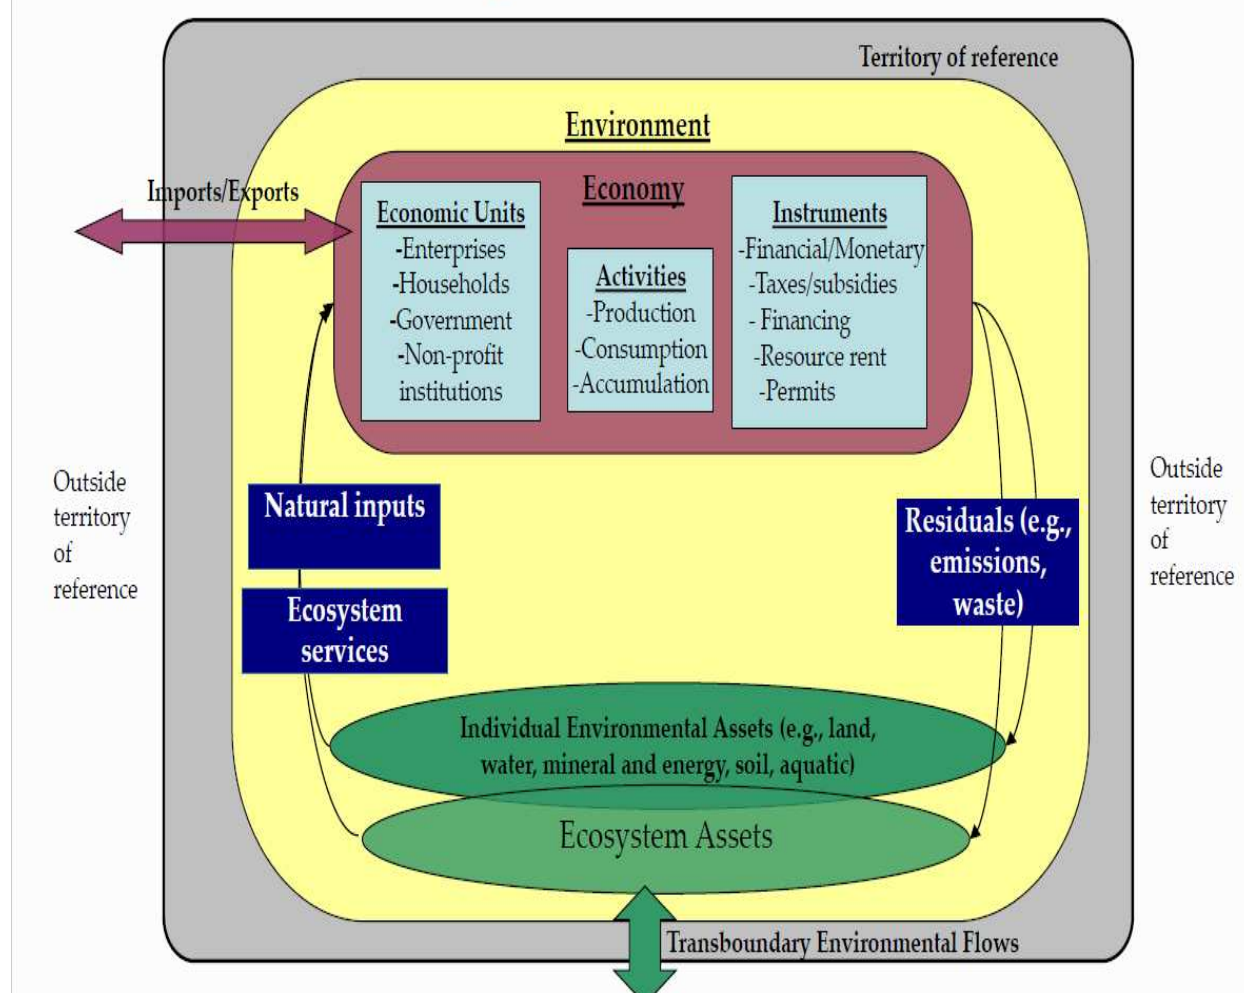 Territory of reference
Environment
Imports/Exports
Economy
Economic Units
-Enterprises
-Households
-Government
-Non-profit
institutions
Activities
-Production
-Consumption
-Accumulation
Instruments
-Financial/Monetary
-Taxes/subsidies
- Financing
-Resource rent
-Permits
Outside
territory
of
reference
Natural inputs
Ecosystem
services
Residuals (e.g.,
emissions,
waste)
Outside
territory
of
reference
Individual Environmental Assets (e.g., land,
water, mineral and energy, soil, aquatic)
Ecosystem Assets
Transboundary Environmental Flows